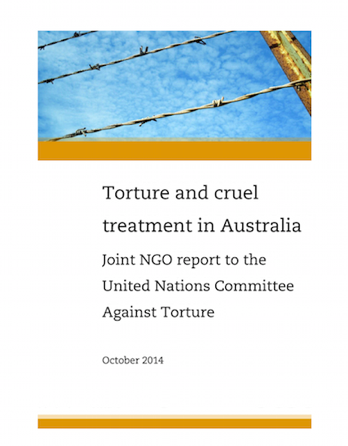 Torture and cruel
treatment in Australia
Joint NGO report to the
United Nations Committee
Against Torture
October 2014